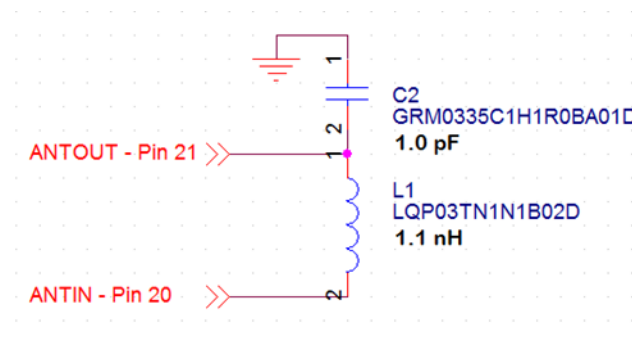 1
C2
GRM0335C1H1R0BA01D
1.0 pF
2
ANTOUT - Pin 21
1
L1
LQP03TN1N1B02D
1.1 nH
ANTIN - Pin 20
2